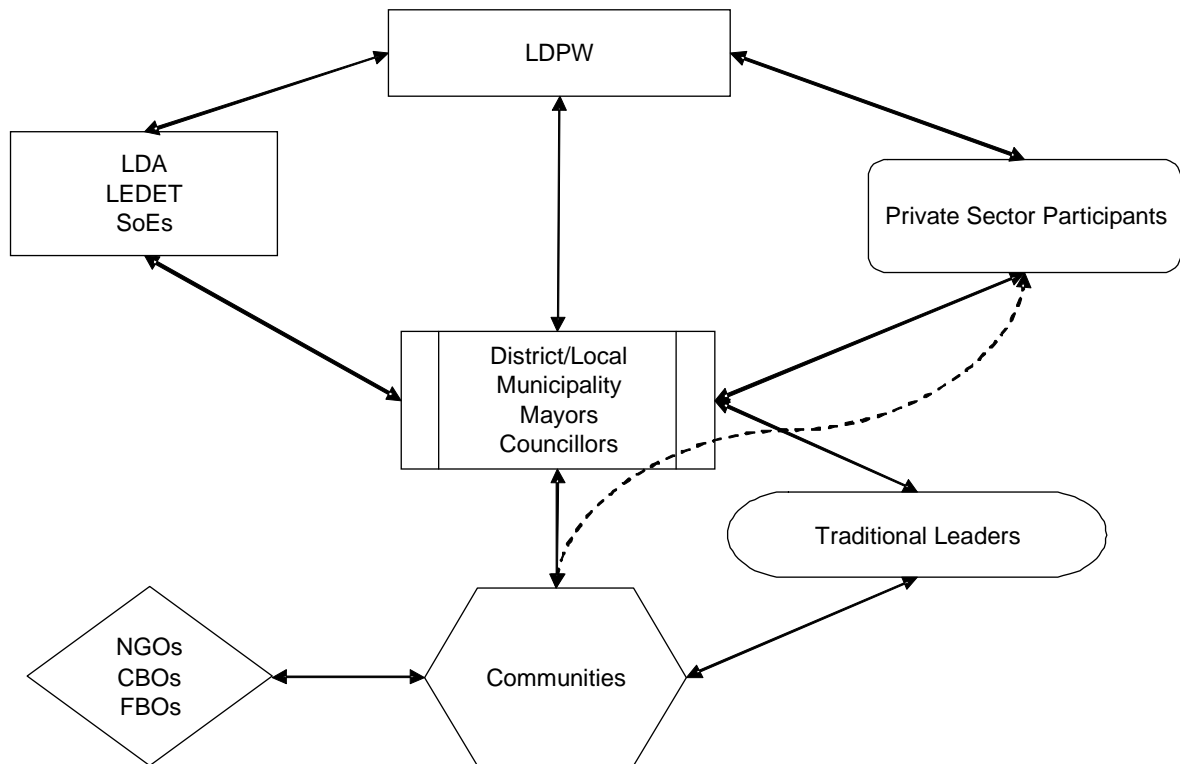 LDPW
LDA
LEDET
SoEs
Private Sector Participants
District/Local
Municipality
Mayors
Councillors
Traditional Leaders
NGOs
CBOs
FBOs
Communities